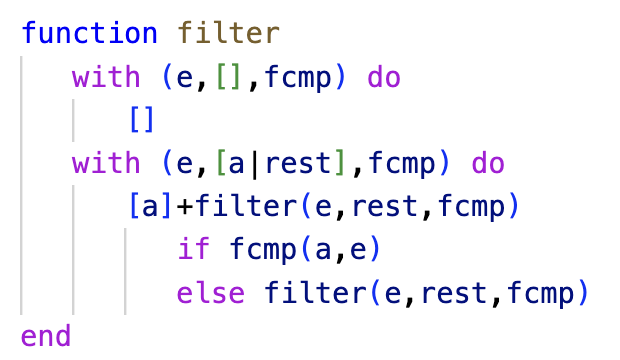 function filter
with (e,[],fcmp) do
[]
with (e,[a|rest],fcmp) do
[a]+filter(e,rest,fcmp)
if fcmp(a,e)
else filter(e,rest,fcmp)
end